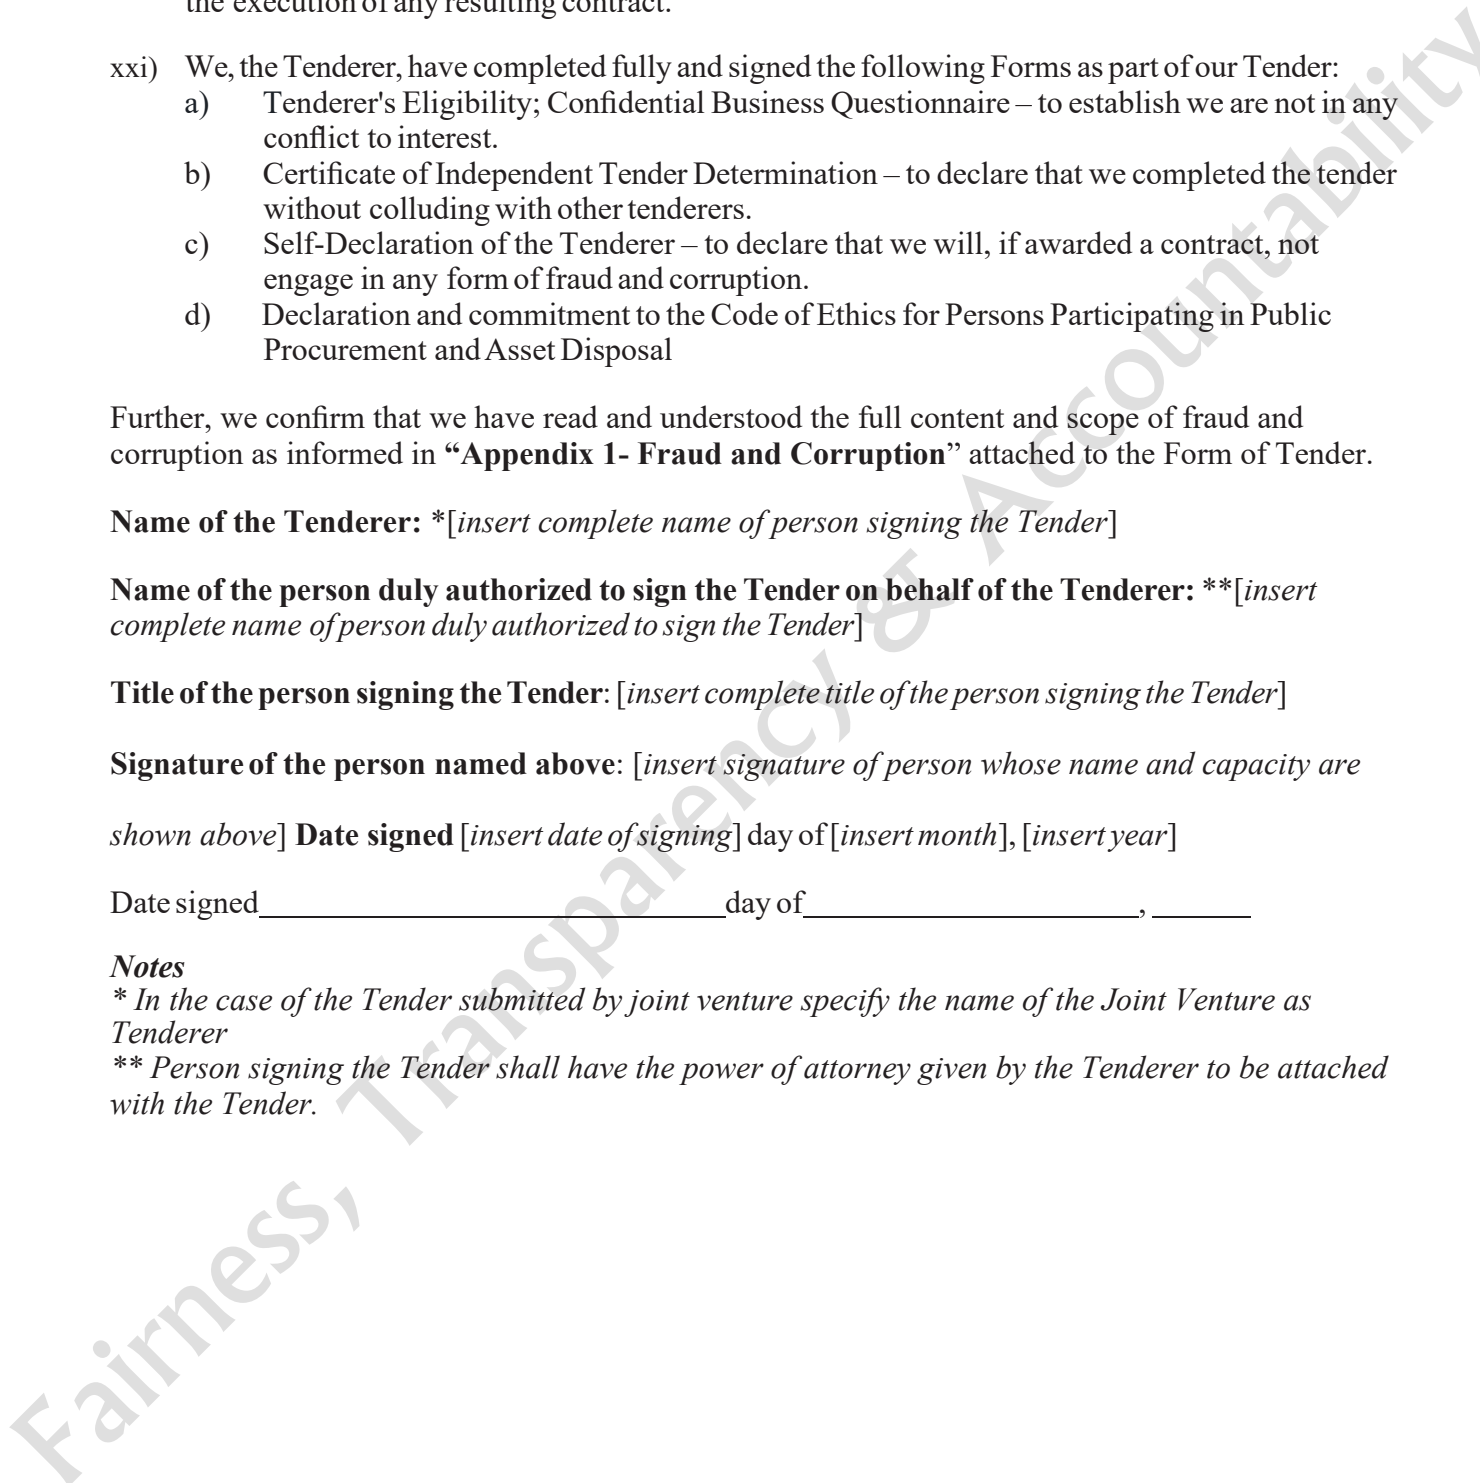 the execution of any resulting contract.
xxi) We, the Tenderer, have completed fully and signed the following Forms as part of our Tender:
a) Tenderer's Eligibility; Confidential Business Questionnaire – to establish we are not in any
conflict to interest.
b) Certificate of Independent Tender Determination – to declare that we completed the tender
without colluding with other tenderers.
c) Self-Declaration of the Tenderer – to declare that we will, if awarded a contract, not
engage in any form of fraud and corruption.
d) Declaration and commitment to the Code of Ethics for Persons Participating in Public
Procurement and Asset Disposal
Further, we confirm that we have read and understood the full content and scope of fraud and
corruption as informed in “Appendix 1- Fraud and Corruption” attached to the Form of Tender.
Name of the Tenderer: *[insert complete name of person signing the Tender]
Name of the person duly authorized to sign the Tender on behalf of the Tenderer: **[insert
complete name of person duly authorized to sign the Tender]
Title of the person signing the Tender: [insert complete title of the person signing the Tender]
Signature of the person named above: [insert signature of person whose name and capacity are
shown above] Date signed [insert date of signing] day of [insert month], [insert year]
Date signed______ day of______, ______
Notes
* In the case of the Tender submitted by joint venture specify the name of the Joint Venture as
Tenderer
** Person signing the Tender shall have the power of attorney given by the Tenderer to be attached
with the Tender.
Fairness, Transparency & Accountability